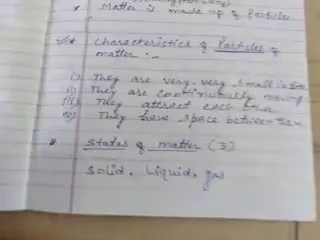 * Matter is made up of Particles
* Characteristics of Particles of
matter :-
i) They are very-very small in
ii) They are continuously moving
iii) They attract each other
iv) They have space between
* States of matter (3)
Solid, Liquid, gas